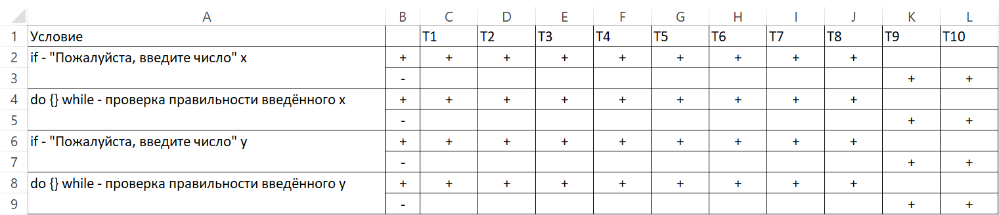 A B C D E F G H I J K L
1 Условие T1 T2 T3 T4 T5 T6 T7 T8 T9 T10
2 if - "Пожалуйста, введите число" x + + + + + + + + +
3 - + +
4 do {} while - проверка правильности введённого x + + + + + + + + +
5 - + +
6 if - "Пожалуйста, введите число" y + + + + + + + + +
7 - + +
8 do {} while - проверка правильности введённого y + + + + + + + + +
9 - + +